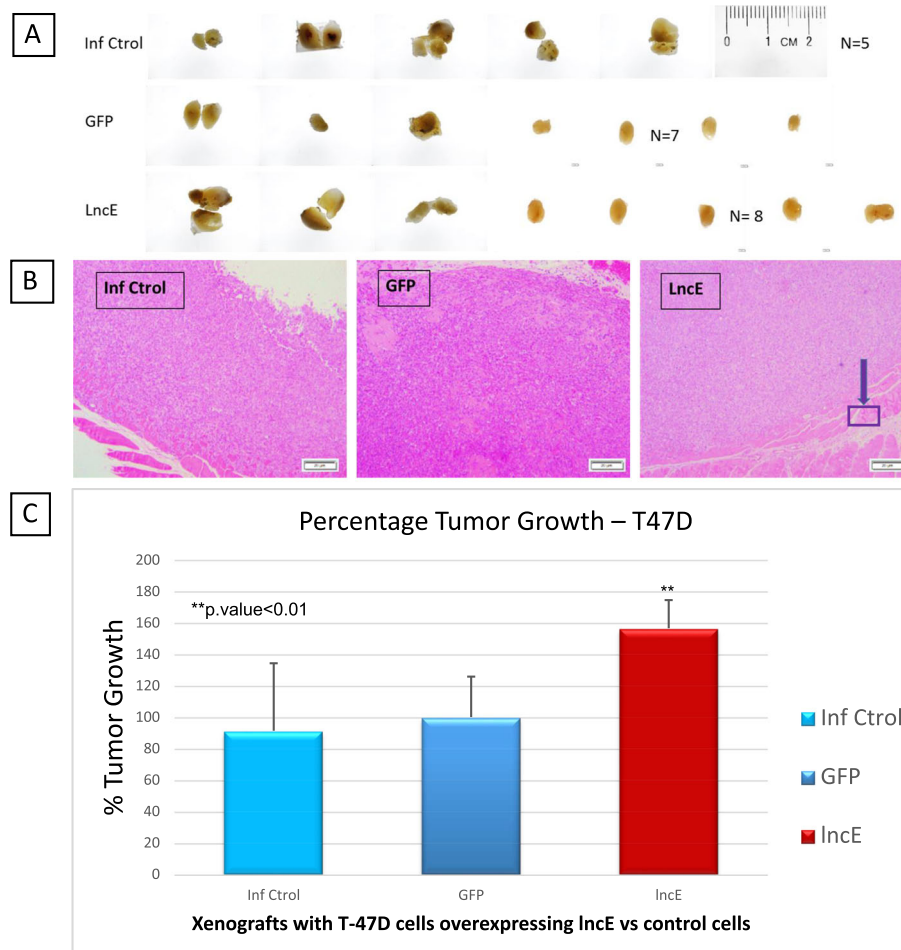 A
Inf Ctrol
0 1 CM 2
N=5
GFP
N=7
LncE
N= 8
B
Inf Ctrol
GFP
LncE
C
Percentage Tumor Growth – T47D
% Tumor Growth
200
180
160
140
120
100
80
60
40
20
0
**p.value<0.01
**
Inf Ctrol
GFP
lncE
Xenografts with T-47D cells overexpressing lncE vs control cells
Inf Ctrol
GFP
lncE